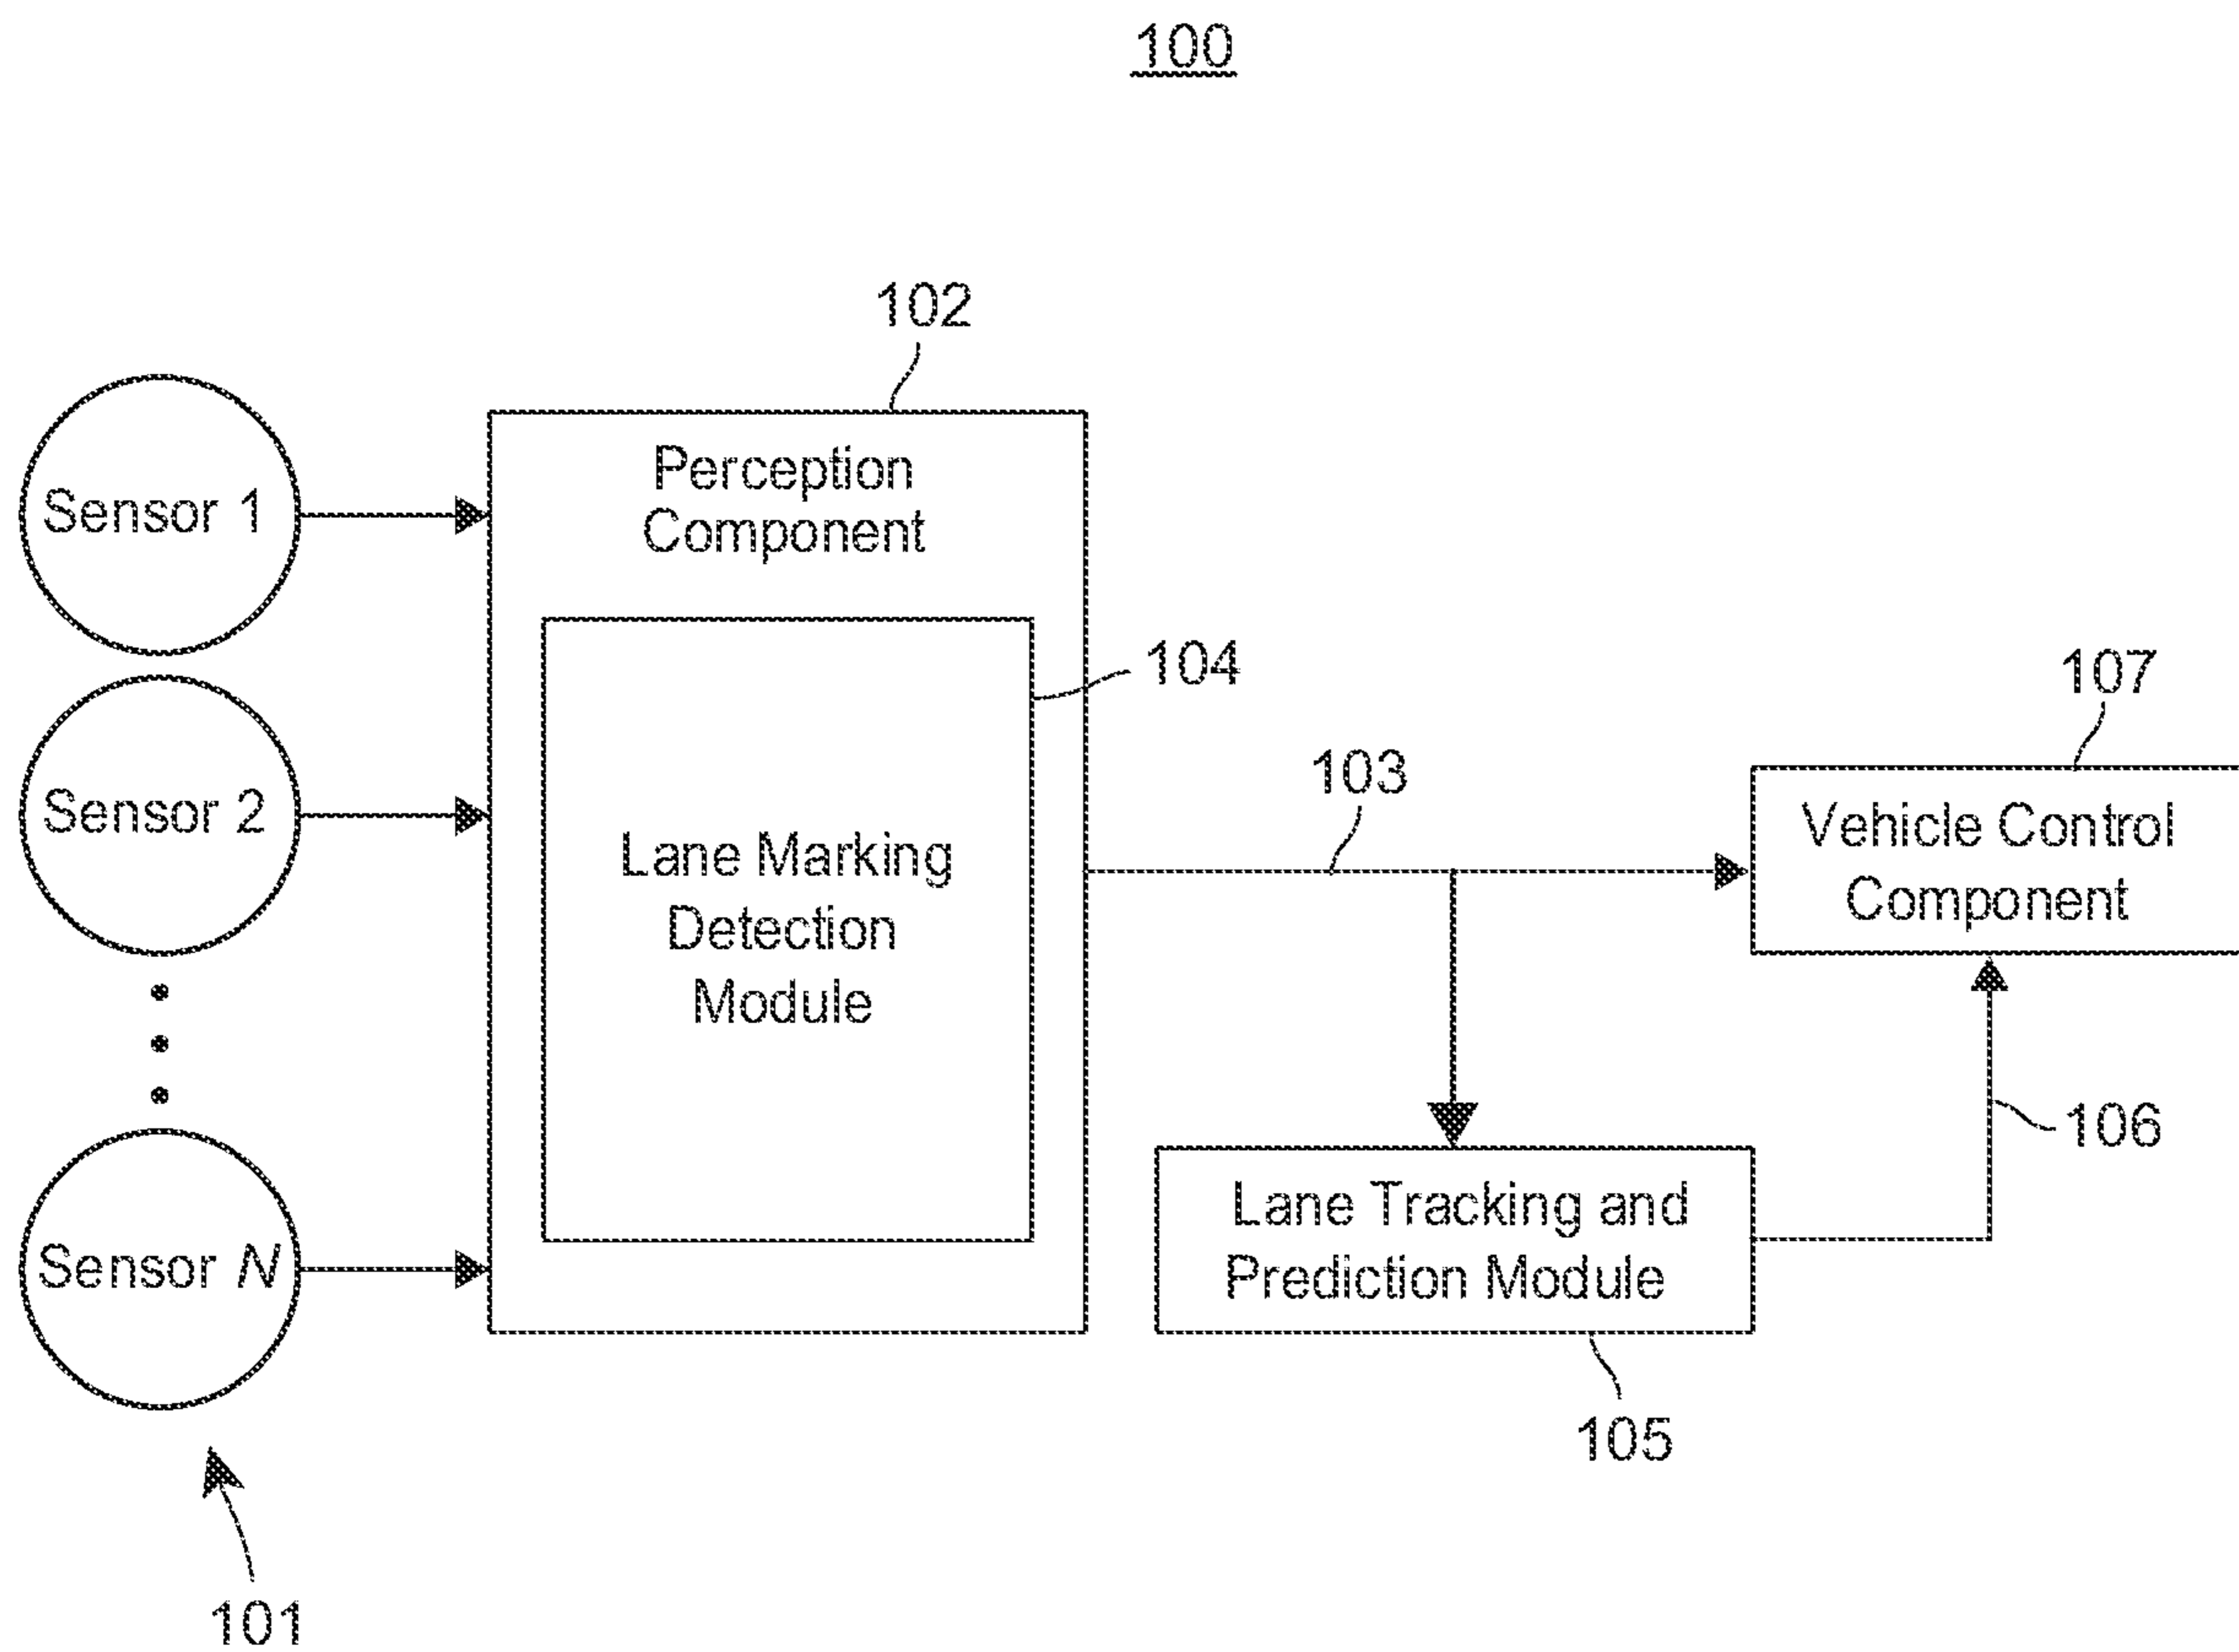 100
102
Perception
Component
Sensor 1
104
107
Sensor 2
103
Vehicle Control
Component
Lane Marking
Detection
Module
106
Lane Tracking and
Prediction Module
Sensor N
105
101